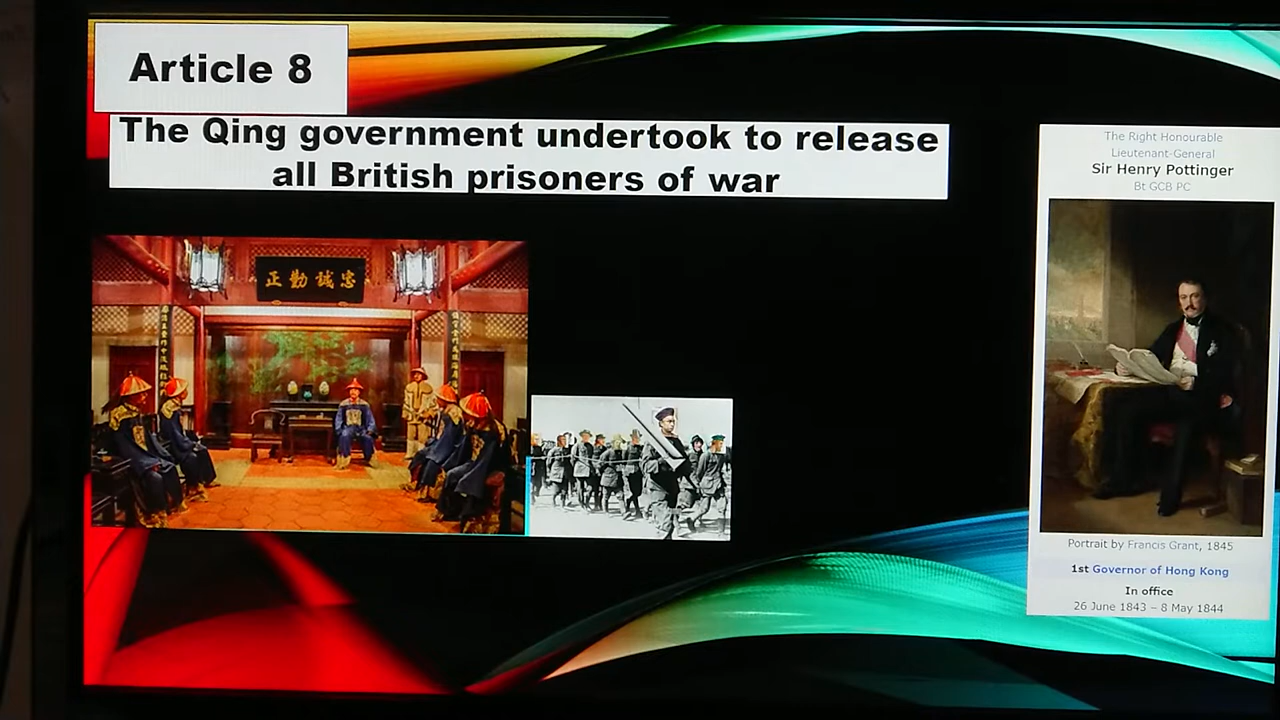 Article 8
The Qing government undertook to release
all British prisoners of war
正勤誠忠
The Right Honourable
Lieutenant-General
Sir Henry Pottinger
Bt GCB PC
Portrait by Francis Grant, 1845
1st Governor of Hong Kong
In office
26 June 1843 – 8 May 1844